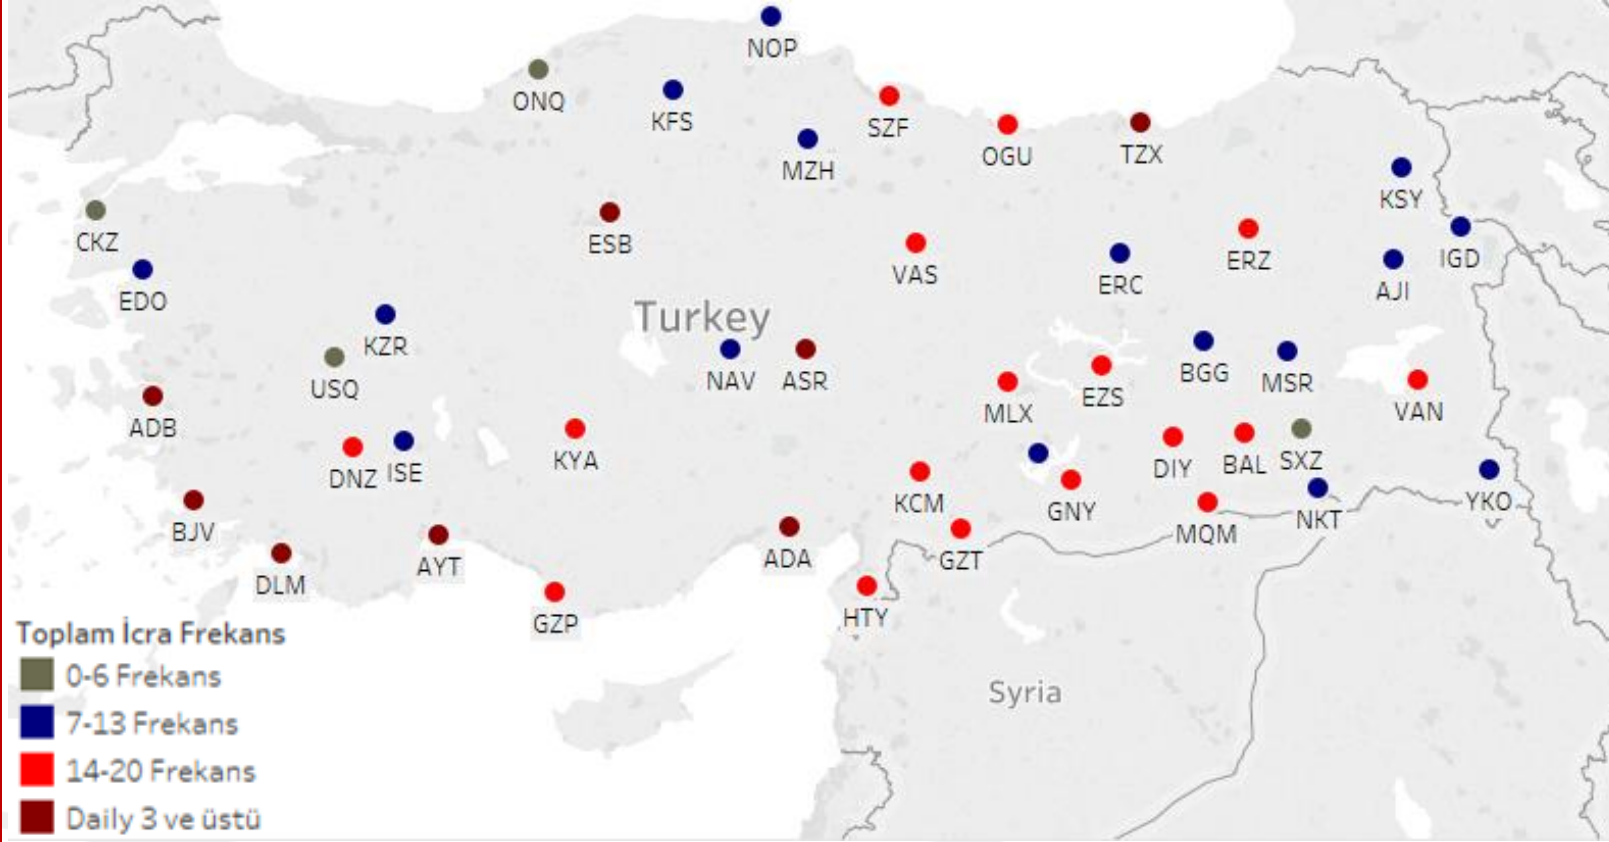 NOP
ONQ
KFS
SZF
MZH
OGU
TZX
KSY
CKZ
ESB
VAS
ERZ
IGD
EDO
ERC
AJI
Turkey
KZR
USQ
NAV
ASR
BGG
MSR
EZS
MLX
VAN
ADB
KYA
DNZ
ISE
DIY
BAL
SXZ
KCM
GNY
NKT
YKO
BJV
MQM
AYT
ADA
GZT
DLM
GZP
HTY
Syria
Toplam İcra Frekans
0-6 Frekans
7-13 Frekans
14-20 Frekans
Daily 3 ve üstü